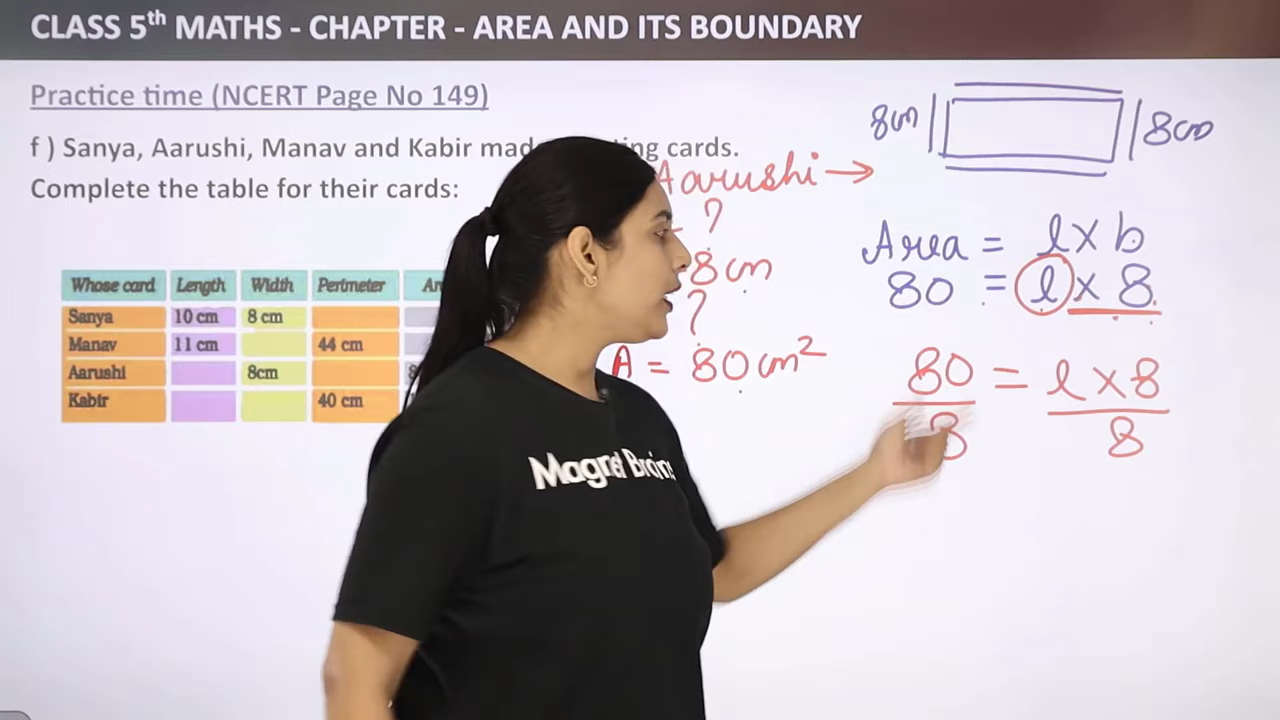 CLASS 5th MATHS - CHAPTER - AREA AND ITS BOUNDARY
Practice time (NCERT Page No 149)
f ) Sanya, Aarushi, Manav and Kabir cards.
Complete the table for their cards:
Whose card Length Width Perimeter
Sanya 10 cm 8 cm
Manav 11 cm 44 cm
Aarushi 8cm
Kabir 40 cm
Aarushi →
?
8 cm
?
A = 80 cm²
8cm 8cm
Area = l × b
80 = l × 8
80 = l × 8
8 8
Magnet Brains